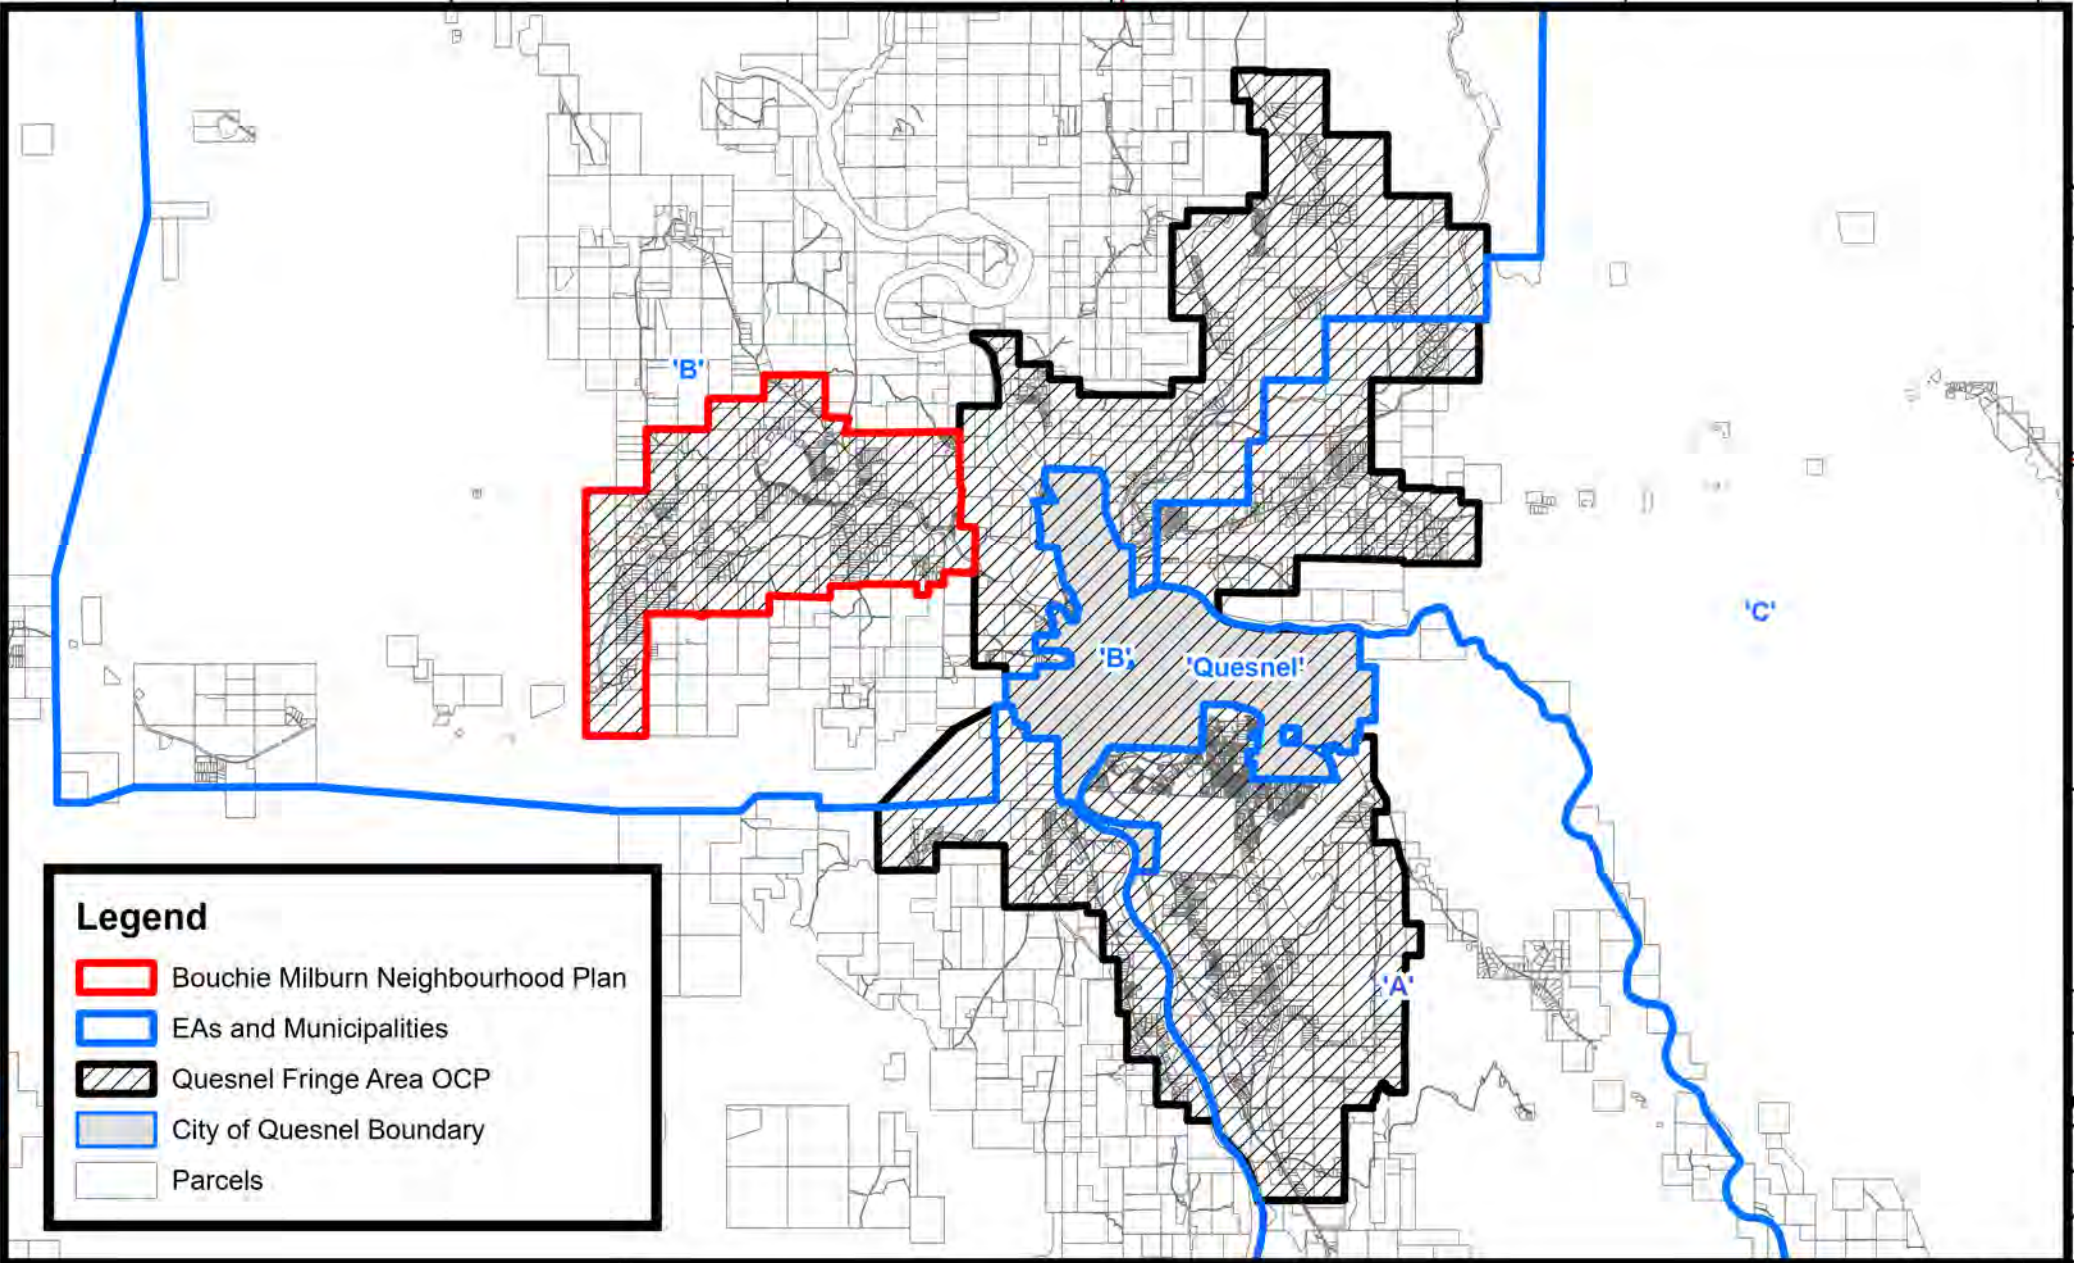 'B'
'C'
'B'
'Quesnel'
'A'
Legend
Bouchie Milburn Neighbourhood Plan
EAs and Municipalities
Quesnel Fringe Area OCP
City of Quesnel Boundary
Parcels